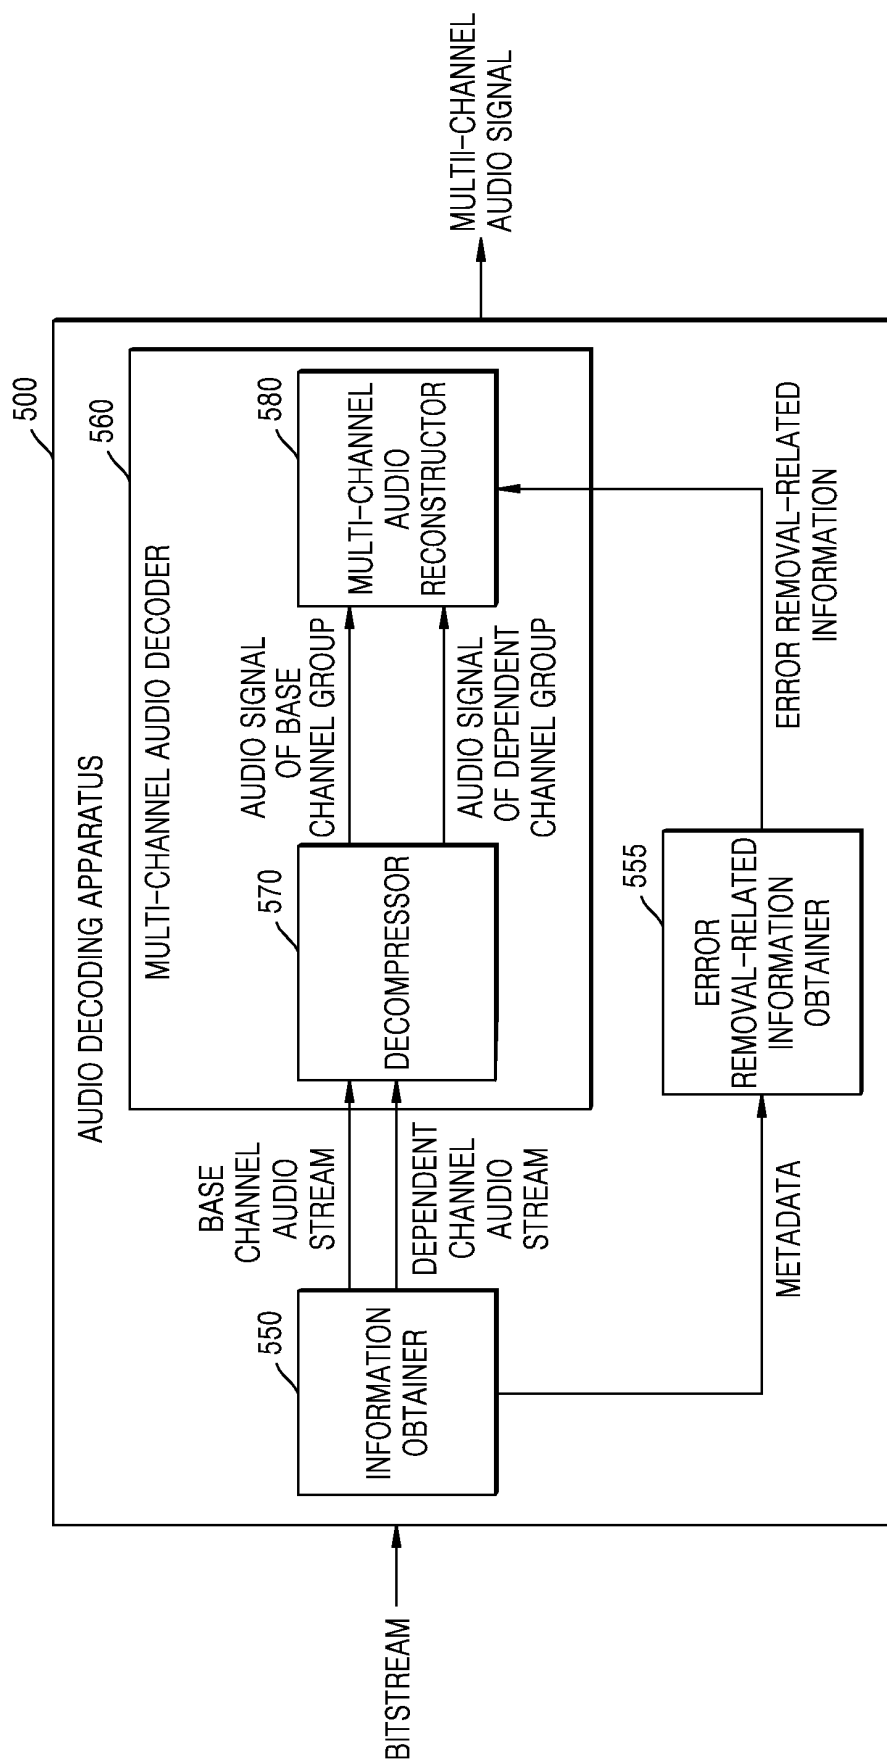 500
AUDIO DECODING APPARATUS
560
MULTI-CHANNEL AUDIO DECODER
BITSTREAM
550
INFORMATION
OBTAINER
BASE
CHANNEL
AUDIO
STREAM
DEPENDENT
CHANNEL
AUDIO
STREAM
570
DECOMPRESSOR
AUDIO SIGNAL
OF BASE
CHANNEL GROUP
AUDIO SIGNAL
OF DEPENDENT
CHANNEL GROUP
580
MULTI-CHANNEL
AUDIO
RECONSTRUCTOR
MULTII-CHANNEL
AUDIO SIGNAL
METADATA
555
ERROR
REMOVAL-RELATED
INFORMATION
OBTAINER
ERROR REMOVAL-RELATED
INFORMATION